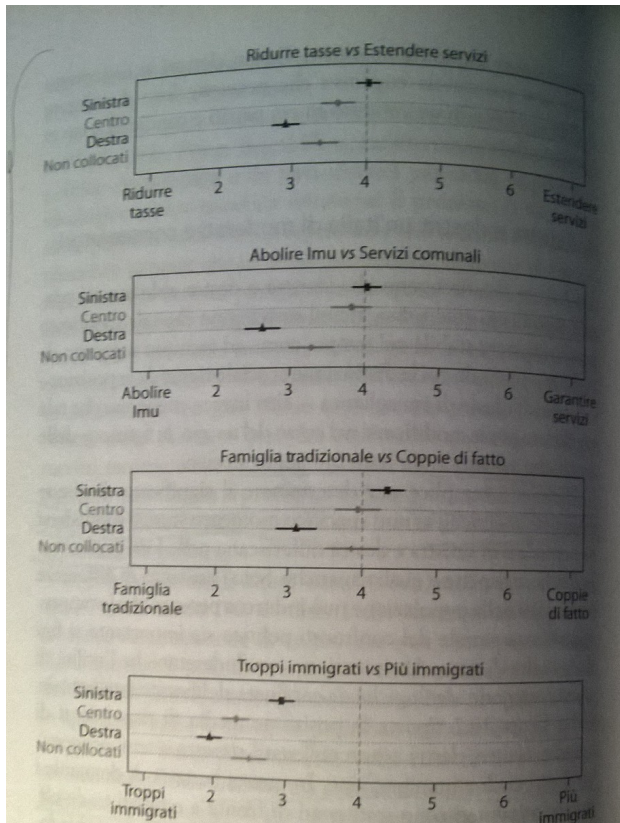 Ridurre tasse vs Estendere servizi
Sinistra
Centro
Destra
Non collocati
Ridurre tasse
2
3
4
5
6
Estendere servizi
Abolire Imu vs Servizi comunali
Sinistra
Centro
Destra
Non collocati
Abolire Imu
2
3
4
5
6
Garantire servizi
Famiglia tradizionale vs Coppie di fatto
Sinistra
Centro
Destra
Non collocati
Famiglia tradizionale
2
3
4
5
6
Coppie di fatto
Troppi immigrati vs Più immigrati
Sinistra
Centro
Destra
Non collocati
Troppi immigrati
2
3
4
5
6
Più immigrati